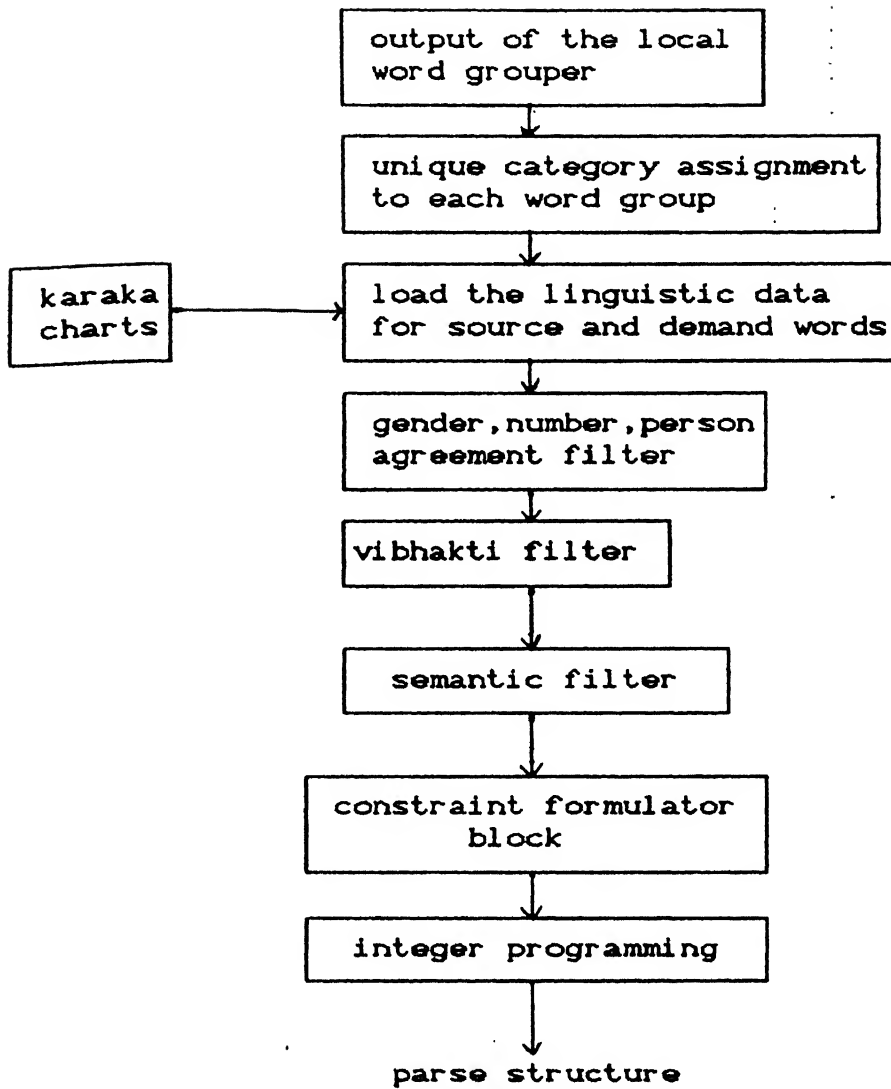 output of the local
word grouper
unique category assignment
to each word group
karaka
charts
load the linguistic data
for source and demand words
gender,number,person
agreement filter
vibhakti filter
semantic filter
constraint formulator
block
integer programming
parse structure